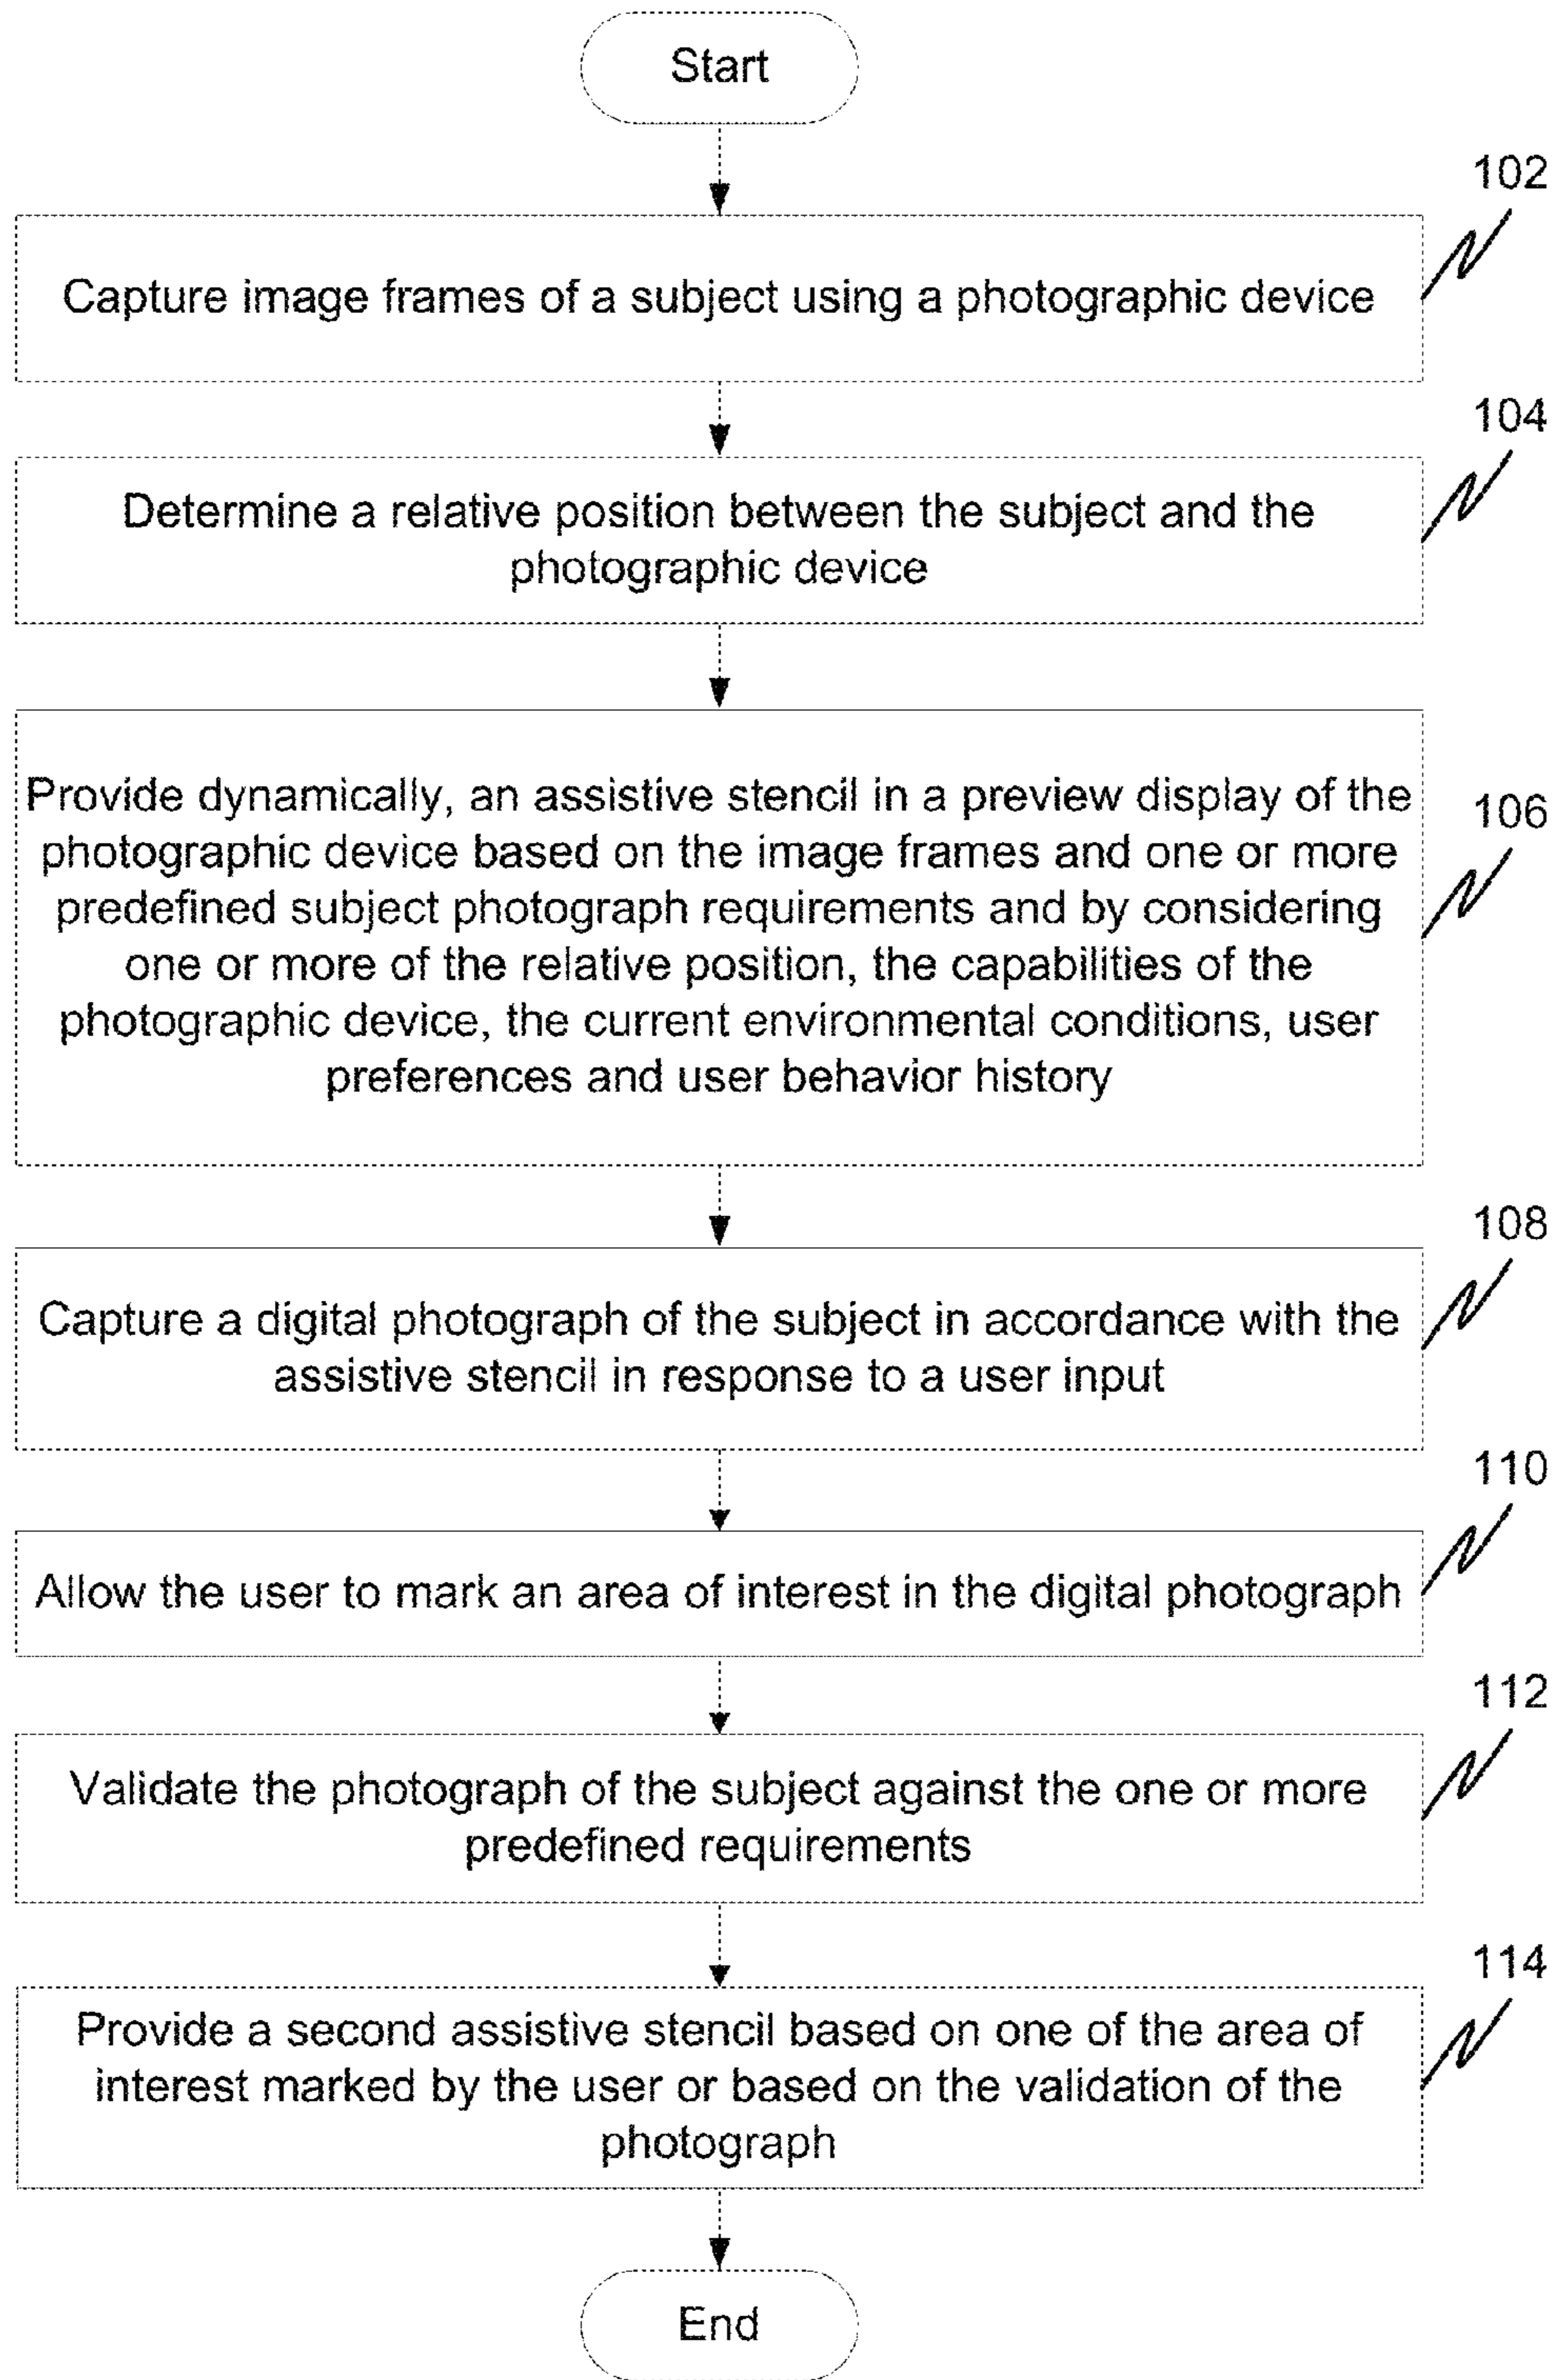 Start
102
Capture image frames of a subject using a photographic device
104
Determine a relative position between the subject and the
photographic device
106
Provide dynamically, an assistive stencil in a preview display of the
photographic device based on the image frames and one or more
predefined subject photograph requirements and by considering
one or more of the relative position, the capabilities of the
photographic device, the current environmental conditions, user
preferences and user behavior history
108
Capture a digital photograph of the subject in accordance with the
assistive stencil in response to a user input
110
Allow the user to mark an area of interest in the digital photograph
112
Validate the photograph of the subject against the one or more
predefined requirements
114
Provide a second assistive stencil based on one of the area of
interest marked by the user or based on the validation of the
photograph
End